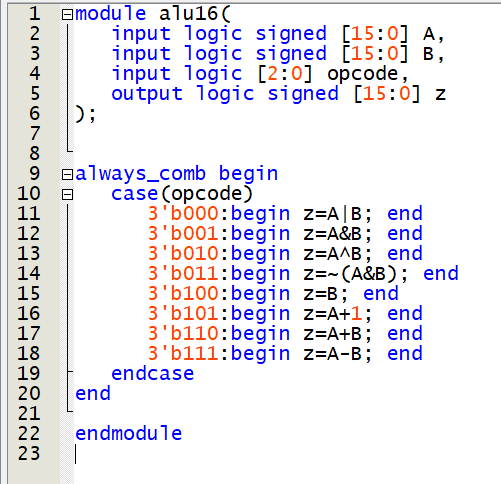 1 module alu16(
2 input logic signed [15:0] A,
3 input logic signed [15:0] B,
4 input logic [2:0] opcode,
5 output logic signed [15:0] z
6 );
7
8
9 always_comb begin
10 case(opcode)
11 3'b000:begin z=A|B; end
12 3'b001:begin z=A&B; end
13 3'b010:begin z=A^B; end
14 3'b011:begin z=~(A&B); end
15 3'b100:begin z=B; end
16 3'b101:begin z=A+1; end
17 3'b110:begin z=A+B; end
18 3'b111:begin z=A-B; end
19 endcase
20 end
21
22 endmodule
23